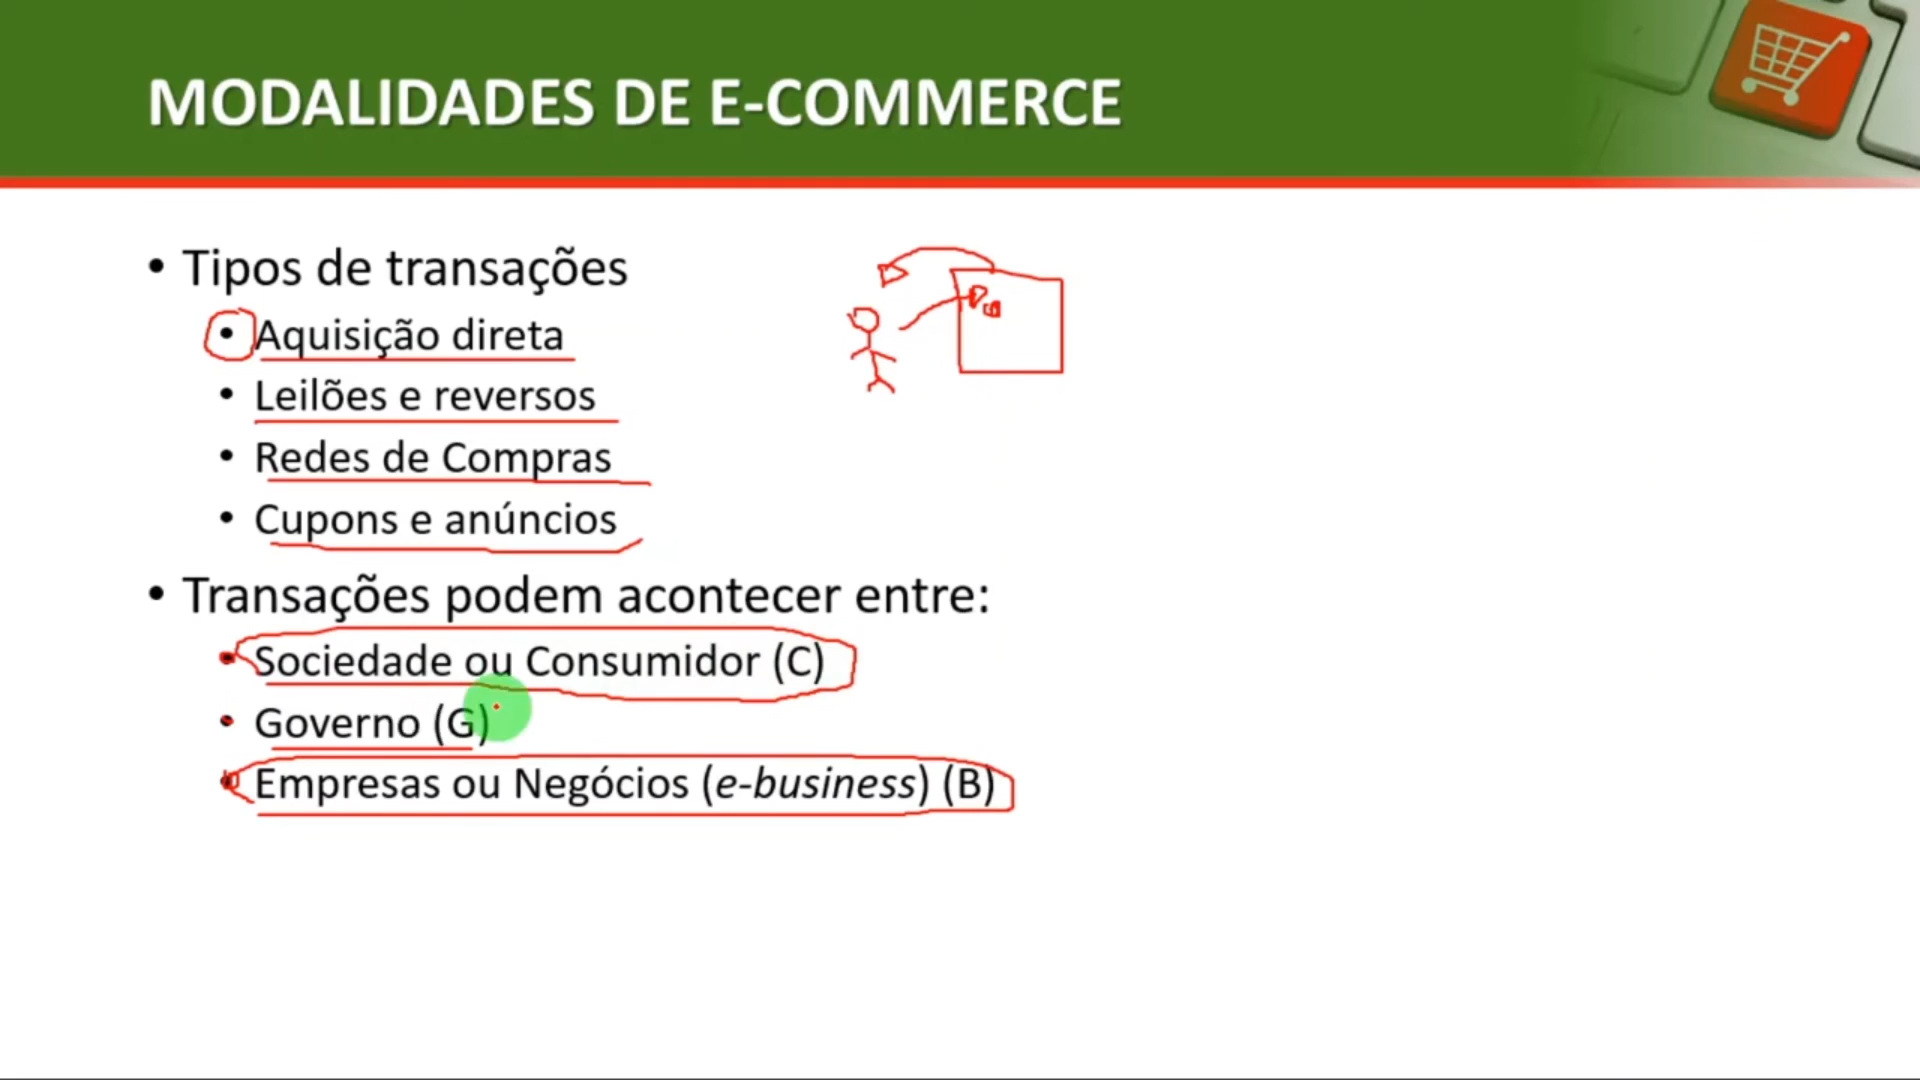 MODALIDADES DE E-COMMERCE
• Tipos de transações
• Aquisição direta
• Leilões e reversos
• Redes de Compras
• Cupons e anúncios
• Transações podem acontecer entre:
• Sociedade ou Consumidor (C)
• Governo (G)
• Empresas ou Negócios (e-business) (B)